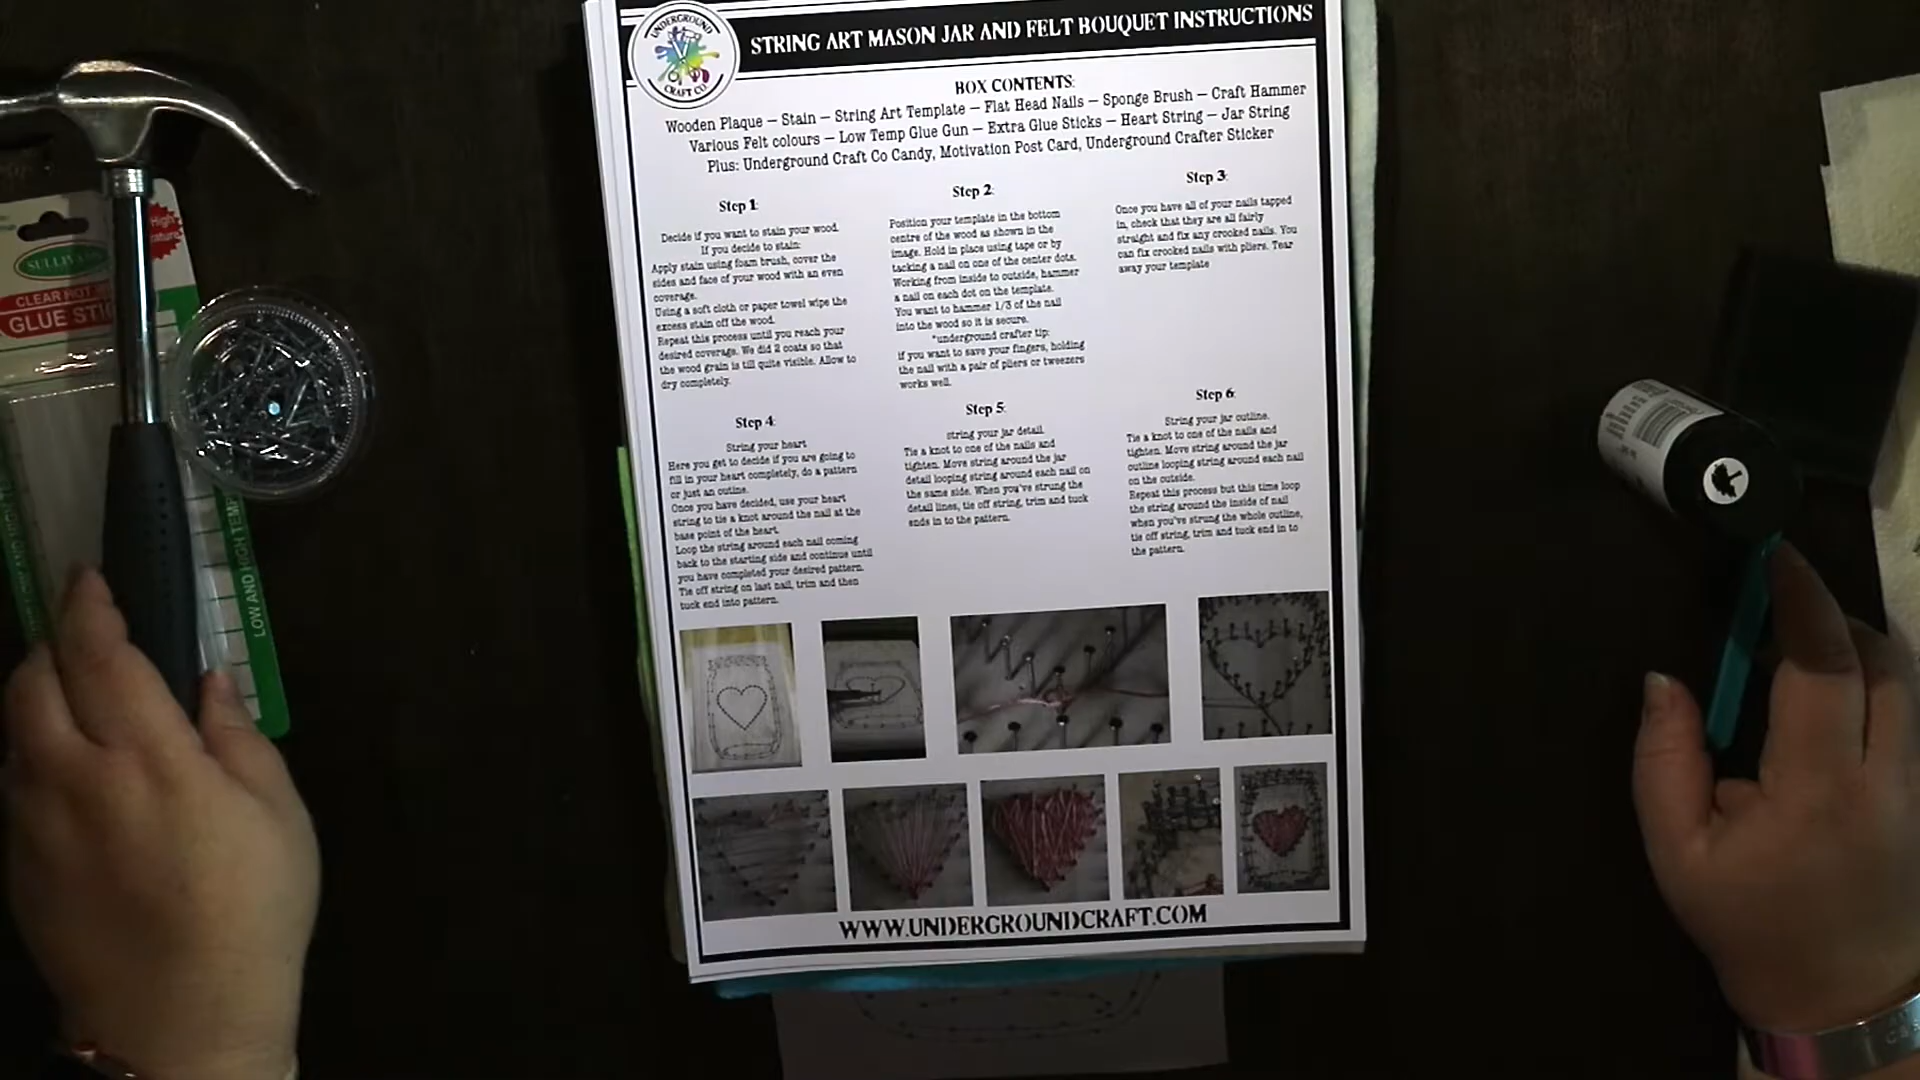 UNDERGROUND
CRAFT CO.
STRING ART MASON JAR AND FELT BOUQUET INSTRUCTIONS
BOX CONTENTS:
Wooden Plaque – Stain – String Art Template – Flat Head Nails – Sponge Brush – Craft Hammer
Various Felt colours – Low Temp Glue Gun – Extra Glue Sticks – Heart String – Jar String
Plus: Underground Craft Co Candy, Motivation Post Card, Underground Crafter Sticker
Step 1:
Decide if you want to stain your wood.
If you decide to stain:
Apply stain using foam brush, cover the
sides and face of your wood with an even
coverage.
Using a soft cloth or paper towel wipe the
excess stain off the wood.
Repeat this process until you reach your
desired coverage. We did 2 coats so that
the wood grain is till quite visible. Allow to
dry completely.
Step 2:
Position your template in the bottom
centre of the wood as shown in the
image. Hold in place using tape or by
tacking a nail on one of the center dots.
Working from inside to outside, hammer
a nail on each dot on the template.
You want to hammer 1/3 of the nail
into the wood so it is secure.
*underground crafter tip:
if you want to save your fingers, holding
the nail with a pair of pliers or tweezers
works well.
Step 3:
Once you have all of your nails tapped
in, check that they are all fairly
straight and fix any crooked nails. You
can fix crooked nails with pliers. Tear
away your template
Step 4:
String your heart
Here you get to decide if you are going to
fill in your heart completely, do a pattern
or just an outine.
Once you have decided, use your heart
string to tie a knot around the nail at the
base point of the heart.
Loop the string around each nail coming
back to the starting side and continue until
you have completed your desired pattern.
Tie off string on last nail, trim and then
tuck end into pattern.
Step 5:
string your jar detail.
Tie a knot to one of the nails and
tighten. Move string around the jar
detail looping string around each nail on
the same side. When you've strung the
detail lines, tie off string, trim and tuck
ends in to the pattern.
Step 6:
String your jar outline.
Tie a knot to one of the nails and
tighten. Move string around the jar
outline looping string around each nail
on the outside.
Repeat this process but this time loop
the string around the inside of nail
when you've strung the whole outline,
tie off string, trim and tuck end in to
the pattern.
WWW.UNDERGROUNDCRAFT.COM
High
SULLIVANS
CLEAR HOT
GLUE STI
LOW AND HIGH TEMP